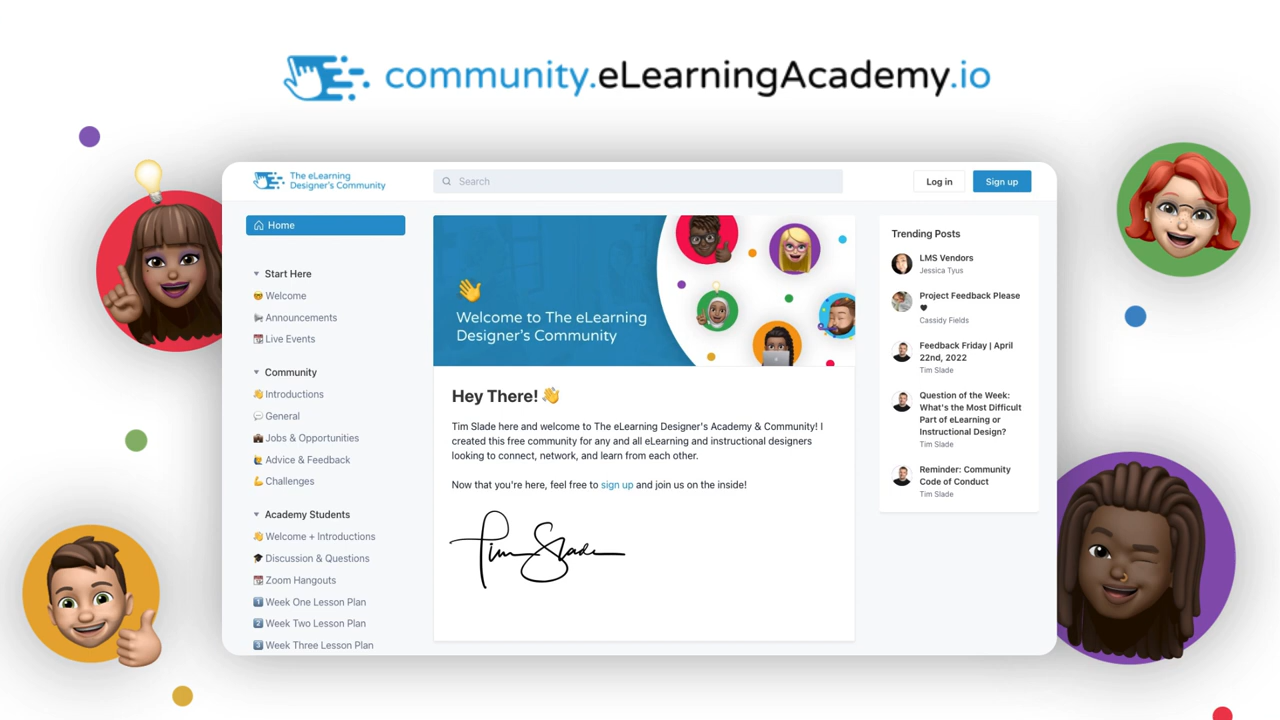 community.eLearningAcademy.io
The eLearning
Designer's Community
Search
Log in
Sign up
Home
Start Here
Welcome
Announcements
Live Events
Community
Introductions
General
Jobs & Opportunities
Advice & Feedback
Challenges
Academy Students
Welcome + Introductions
Discussion & Questions
Zoom Hangouts
1 Week One Lesson Plan
2 Week Two Lesson Plan
3 Week Three Lesson Plan
Welcome to The eLearning
Designer's Community
Hey There!
Tim Slade here and welcome to The eLearning Designer's Academy & Community! I
created this free community for any and all eLearning and instructional designers
looking to connect, network, and learn from each other.
Now that you're here, feel free to sign up and join us on the inside!
Tim Slade
Trending Posts
LMS Vendors
Jessica Tyus
Project Feedback Please
Cassidy Fields
Feedback Friday | April
22nd, 2022
Tim Slade
Question of the Week:
What's the Most Difficult
Part of eLearning or
Instructional Design?
Tim Slade
Reminder: Community
Code of Conduct
Tim Slade